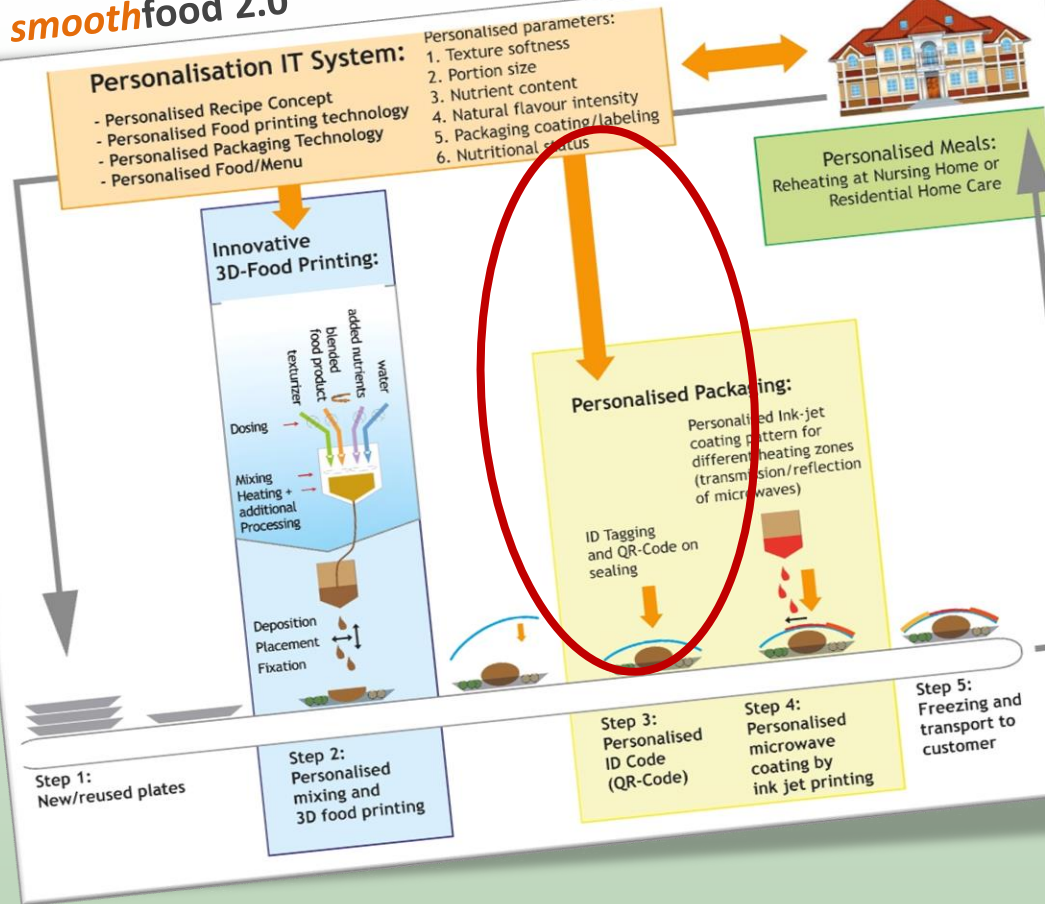 smoothfood 2.0
Personalisation IT System:
- Personalised Recipe Concept
- Personalised Food printing technology
- Personalised Packaging Technology
- Personalised Food/Menu
Personalised parameters:
1. Texture softness
2. Portion size
3. Nutrient content
4. Natural flavour intensity
5. Packaging coating/labeling
6. Nutritional status
Personalised Meals:
Reheating at Nursing Home or
Residential Home Care
Innovative
3D-Food Printing:
texturizer
blended
food product
added nutrients
water
Dosing
Mixing
Heating +
additional
Processing
Deposition
Placement
Fixation
Personalised Packaging:
Personalised Ink-jet
coating pattern for
different heating zones
(transmission/reflection
of microwaves)
ID Tagging
and QR-Code on
sealing
Step 1:
New/reused plates
Step 2:
Personalised
mixing and
3D food printing
Step 3:
Personalised
ID Code
(QR-Code)
Step 4:
Personalised
microwave
coating by
ink jet printing
Step 5:
Freezing and
transport to
customer